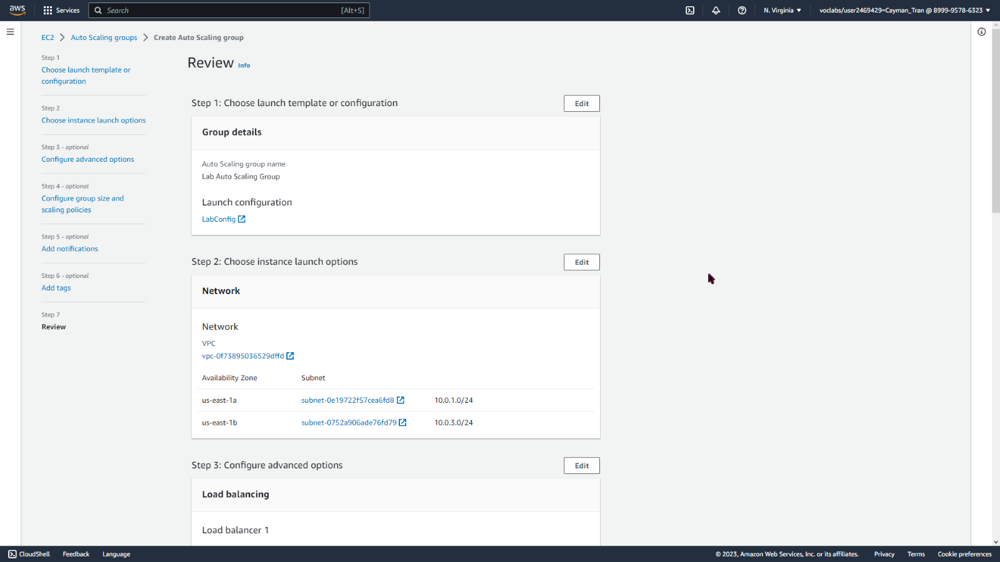 aws
Services
Search
[Alt+S]
N. Virginia
voclabs/user2469429=Cayman_Tran @ 8999-9578-6323
EC2
Auto Scaling groups
Create Auto Scaling group
Step 1
Choose launch template or
configuration
Step 2
Choose instance launch options
Step 3 - optional
Configure advanced options
Step 4 - optional
Configure group size and
scaling policies
Step 5 - optional
Add notifications
Step 6 - optional
Add tags
Step 7
Review
Review Info
Step 1: Choose launch template or configuration
Edit
Group details
Auto Scaling group name
Lab Auto Scaling Group
Launch configuration
LabConfig
Step 2: Choose instance launch options
Edit
Network
Network
VPC
vpc-0f73895036529dffd
Availability Zone Subnet
us-east-1a subnet-0e19722f57cea6fd8 10.0.1.0/24
us-east-1b subnet-0752a906ade76fd79 10.0.3.0/24
Step 3: Configure advanced options
Edit
Load balancing
Load balancer 1
CloudShell
Feedback
Language
© 2023, Amazon Web Services, Inc. or its affiliates.
Privacy
Terms
Cookie preferences